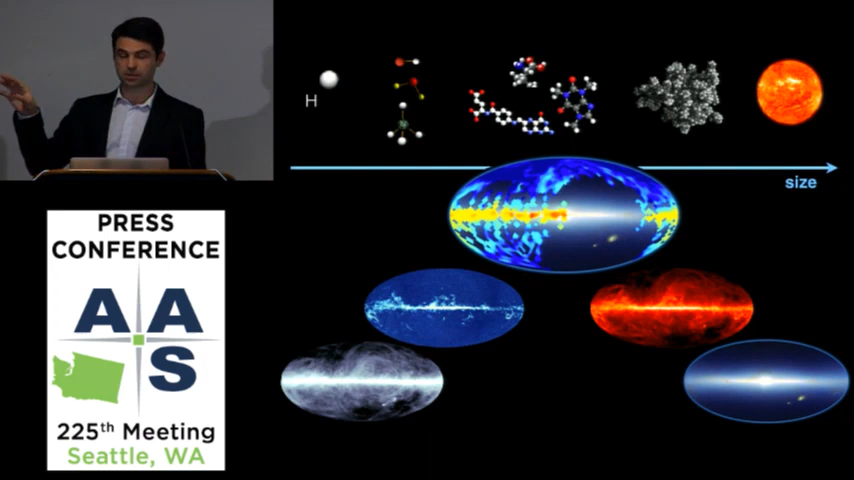 H
size
PRESS
CONFERENCE
A A
S
225th Meeting
Seattle, WA